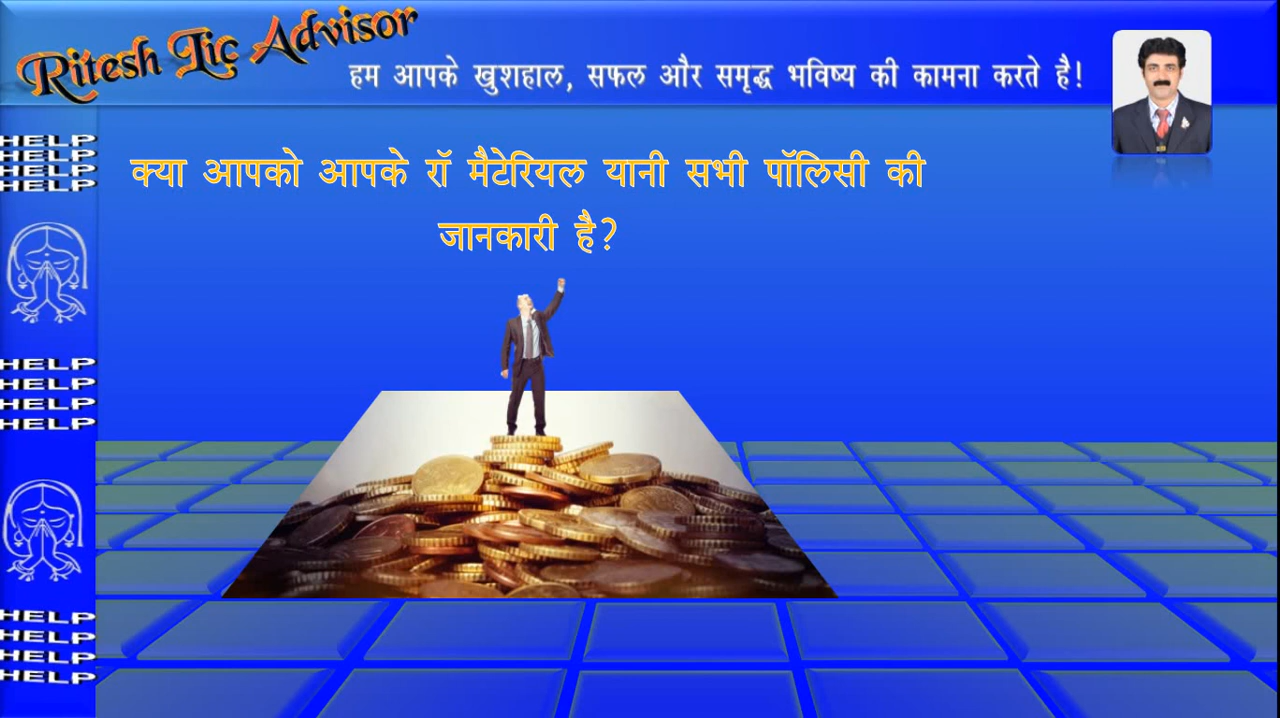 Ritesh Lic Advisor
हम आपके खुशहाल, सफल और समृद्ध भविष्य की कामना करते है!
HELP
HELP
HELP
HELP
क्या आपको आपके रॉ मैटेरियल यानी सभी पॉलिसी की
जानकारी है?
HELP
HELP
HELP
HELP
HELP
HELP
HELP
HELP